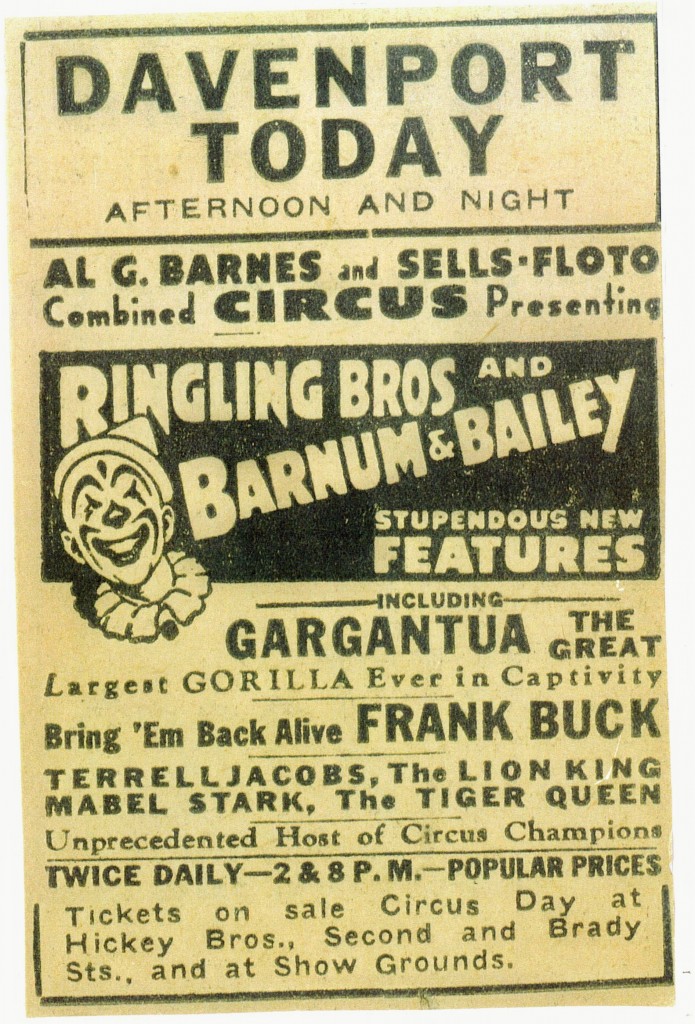 DAVENPORT
TODAY
AFTERNOON AND NIGHT
AL G. BARNES and SELLS-FLOTO
Combined CIRCUS Presenting
RINGLING BROS AND
BARNUM & BAILEY
STUPENDOUS NEW
FEATURES
INCLUDING
GARGANTUA THE GREAT
Largest GORILLA Ever in Captivity
Bring 'Em Back Alive FRANK BUCK
TERRELL JACOBS, The LION KING
MABEL STARK, The TIGER QUEEN
Unprecedented Host of Circus Champions
TWICE DAILY—2 & 8 P. M.—POPULAR PRICES
Tickets on sale Circus Day at
Hickey Bros., Second and Brady
Sts., and at Show Grounds.